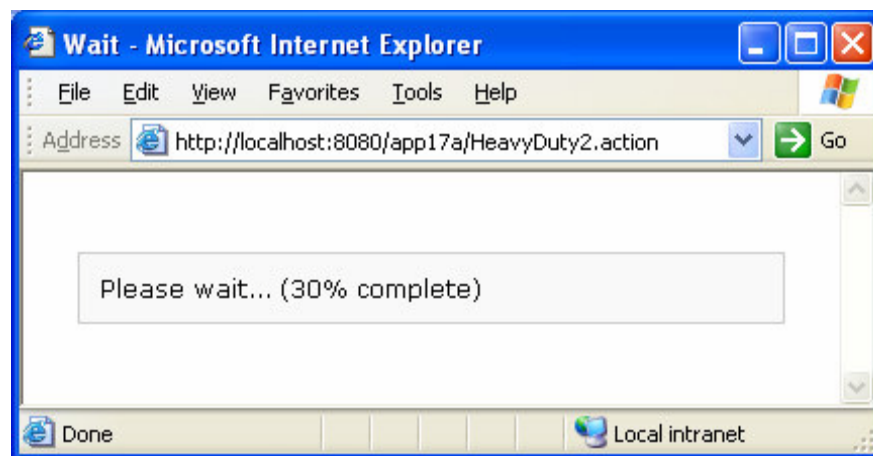 Wait - Microsoft Internet Explorer
File Edit View Favorites Tools Help
Address http://localhost:8080/app17a/HeavyDuty2.action Go
Please wait... (30% complete)
Done Local intranet